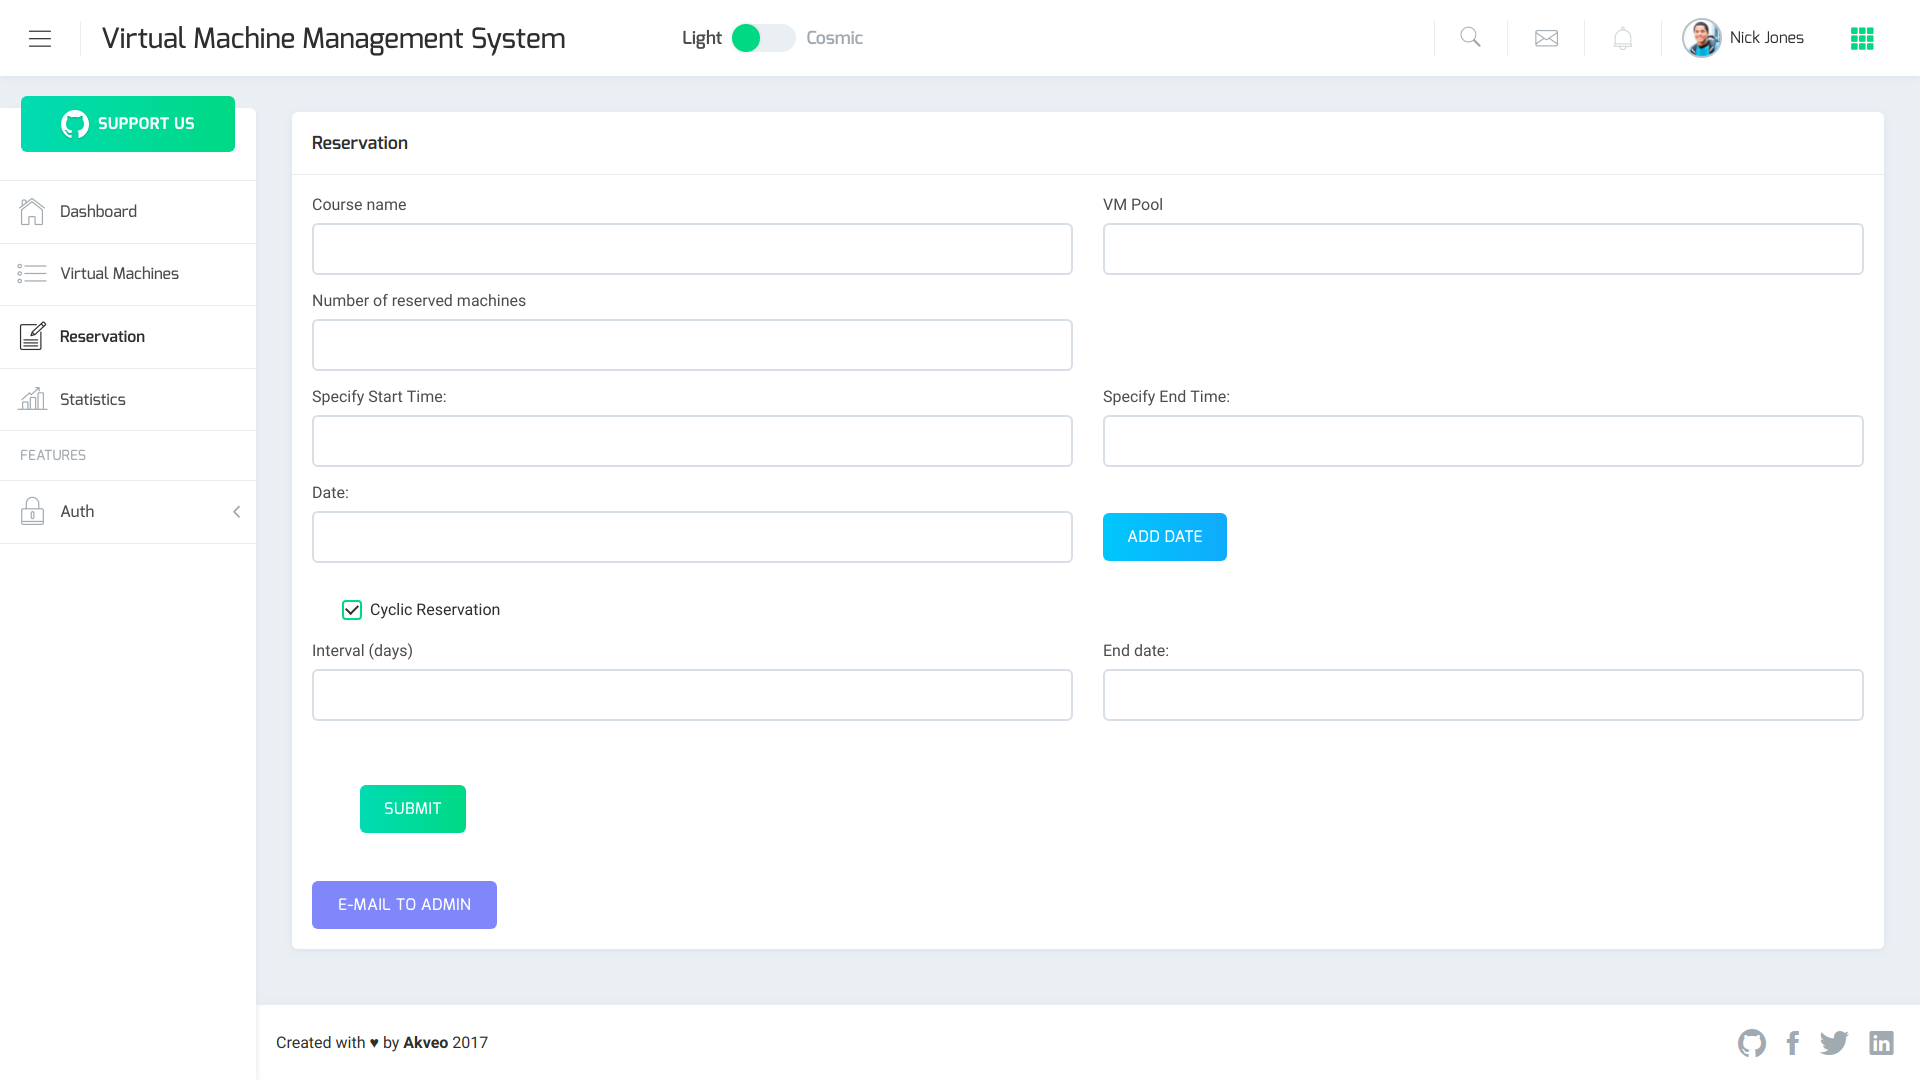 Virtual Machine Management System
Light Cosmic
Nick Jones
SUPPORT US
Dashboard
Virtual Machines
Reservation
Statistics
FEATURES
Auth
Reservation
Course name
VM Pool
Number of reserved machines
Specify Start Time:
Specify End Time:
Date:
ADD DATE
Cyclic Reservation
Interval (days)
End date:
SUBMIT
E-MAIL TO ADMIN
Created with ♥ by Akveo 2017